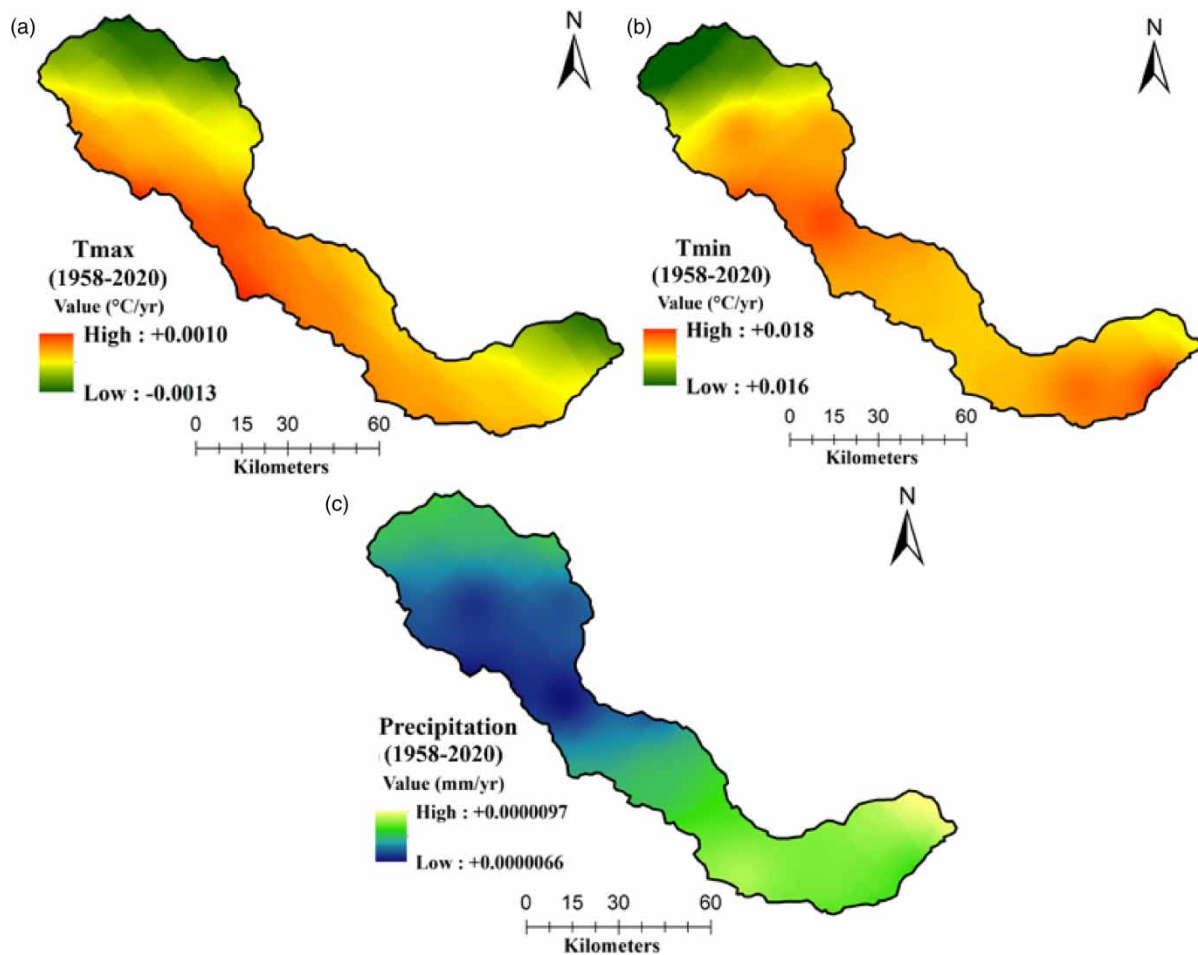 (a)
N
Tmax
(1958-2020)
Value (°C/yr)
High : +0.0010
Low : -0.0013
0 15 30 60
Kilometers
(b)
N
Tmin
(1958-2020)
Value (°C/yr)
High : +0.018
Low : +0.016
0 15 30 60
Kilometers
(c)
N
Precipitation
(1958-2020)
Value (mm/yr)
High : +0.0000097
Low : +0.0000066
0 15 30 60
Kilometers